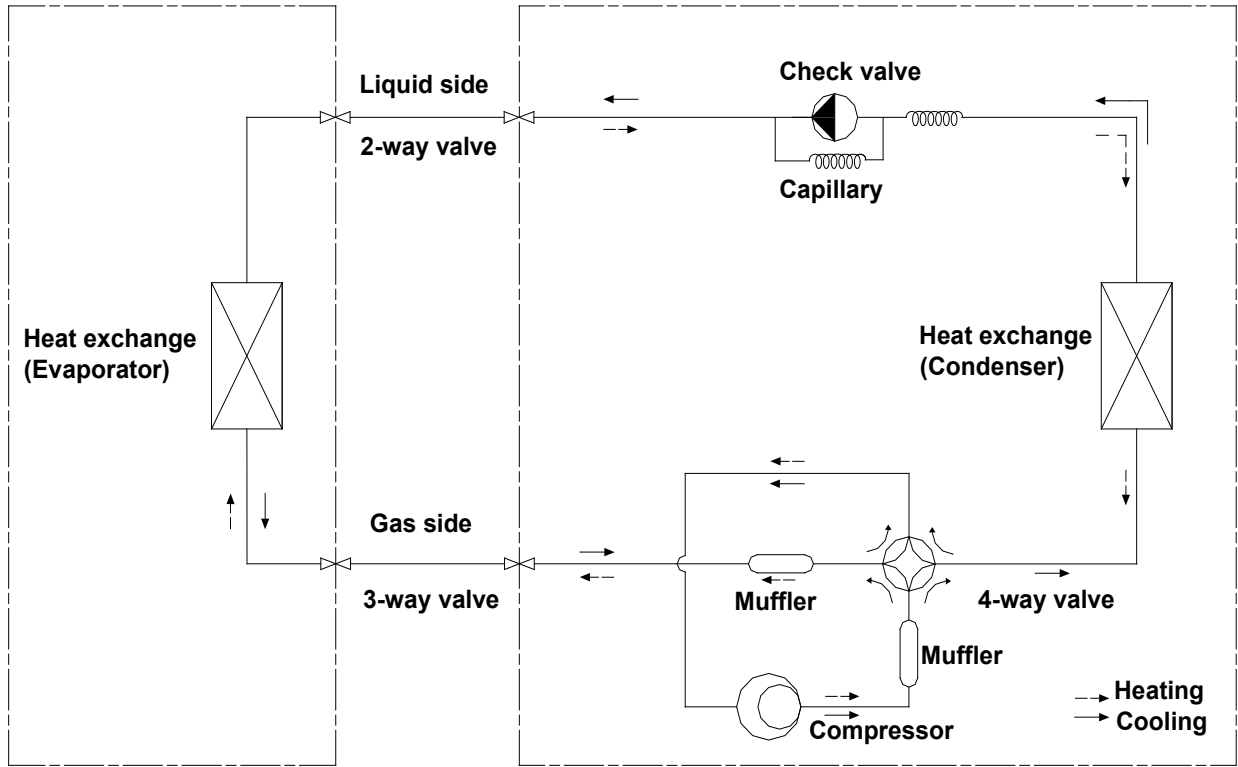 Liquid side
2-way valve
Check valve
Capillary
Heat exchange
(Evaporator)
Heat exchange
(Condenser)
Gas side
3-way valve
Muffler
4-way valve
Muffler
Compressor
Heating
Cooling